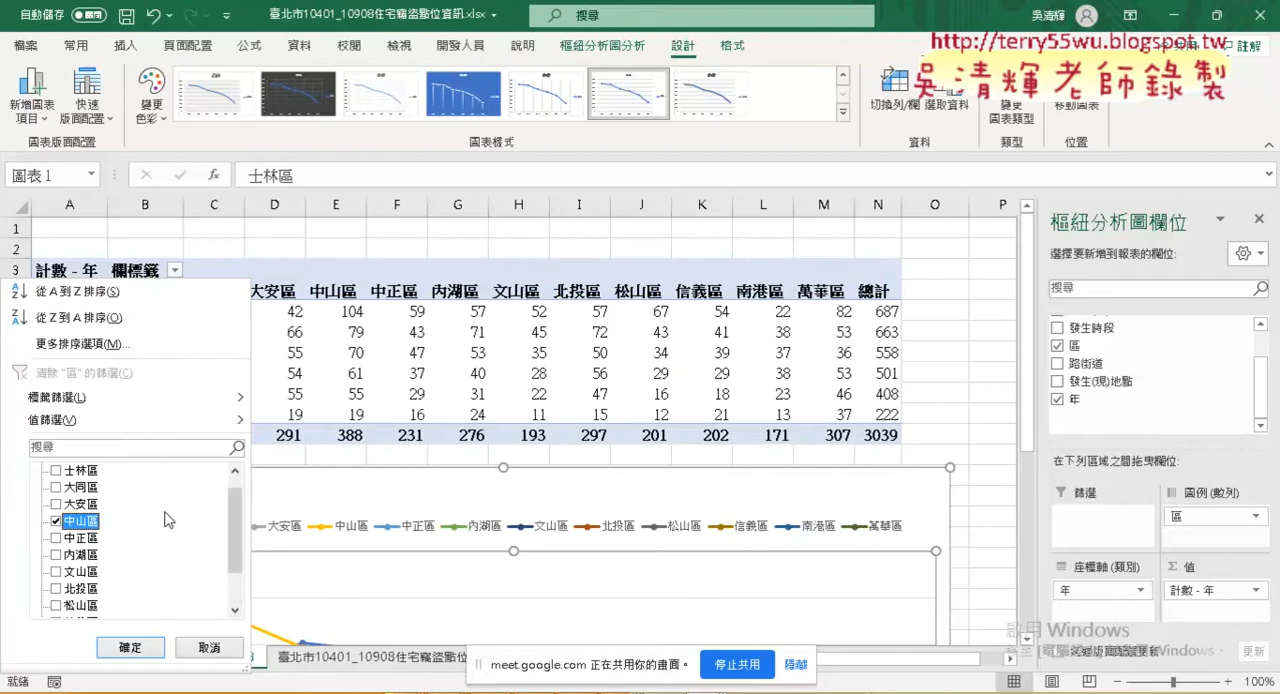 自動儲存 臺北市10401_10908住宅竊盜點位資訊.xlsx 搜尋 吳清輝
檔案 常用 插入 頁面配置 公式 資料 校閱 檢視 開發人員 說明 樞紐分析圖分析 設計 格式 註解
http://terry55wu.blogspot.tw
吳清輝老師錄製
新增圖表項目 快速版面配置 變更色彩 切換列/欄 選取資料 變更圖表類型 移動圖表
圖表版面配置 圖表樣式 資料 類型 位置
圖表 1 fx 士林區
A B C D E F G H I J K L M N O P
1
2
3 計數 - 年 欄標籤
大安區 中山區 中正區 內湖區 文山區 北投區 松山區 信義區 南港區 萬華區 總計
42 104 59 57 52 57 67 54 22 82 687
66 79 43 71 45 72 43 41 38 53 663
55 70 47 53 35 50 34 39 37 36 558
54 61 37 40 28 56 29 29 38 53 501
55 55 29 31 22 47 16 18 23 46 408
19 19 16 24 11 15 12 21 13 37 222
291 388 231 276 193 297 201 202 171 307 3039
從 A 到 Z 排序(S)
從 Z 到 A 排序(O)
更多排序選項(M)...
清除 "區" 的篩選(C)
標籤篩選(L)
值篩選(V)
搜尋
士林區
大同區
大安區
中山區
中正區
內湖區
文山區
北投區
松山區
確定 取消
大安區 中山區 中正區 內湖區 文山區 北投區 松山區 信義區 南港區 萬華區
樞紐分析圖欄位
選擇要新增到報表的欄位:
搜尋
發生時段
區
路街道
發生(現)地點
年
在下列區域之間拖曳欄位:
篩選 圖例 (數列)
區
座標軸 (類別) 值
年 計數 - 年
啟用 Windows
更新
臺北市10401_10908住宅竊盜點位
meet.google.com 正在共用你的畫面。 停止共用 隱藏
就緒 100%